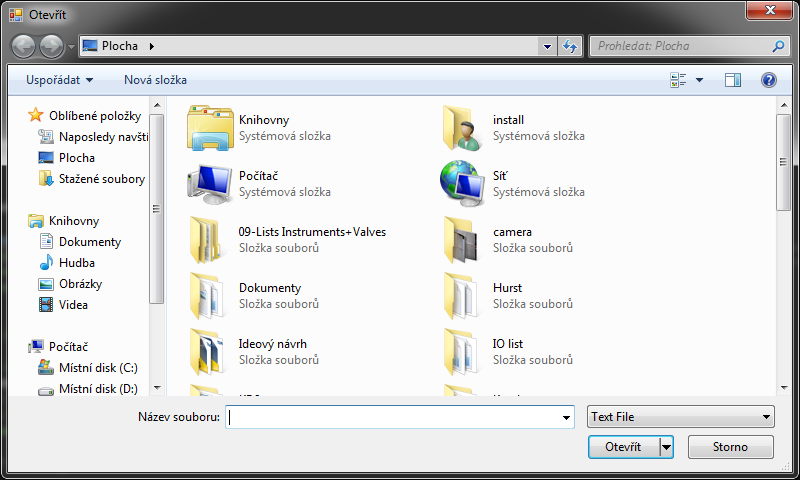 Otevřít
Plocha
Prohledat: Plocha
Uspořádat
Nová složka
Oblíbené položky
Naposledy navští
Plocha
Stažené soubory
Knihovny
Dokumenty
Hudba
Obrázky
Videa
Počítač
Místní disk (C:)
Místní disk (D:)
Knihovny
Systémová složka
install
Systémová složka
Počítač
Systémová složka
Síť
Systémová složka
09-Lists Instruments+Valves
Složka souborů
camera
Složka souborů
Dokumenty
Složka souborů
Hurst
Složka souborů
Ideový návrh
Složka souborů
IO list
Složka souborů
Název souboru:
Text File
Otevřít
Storno